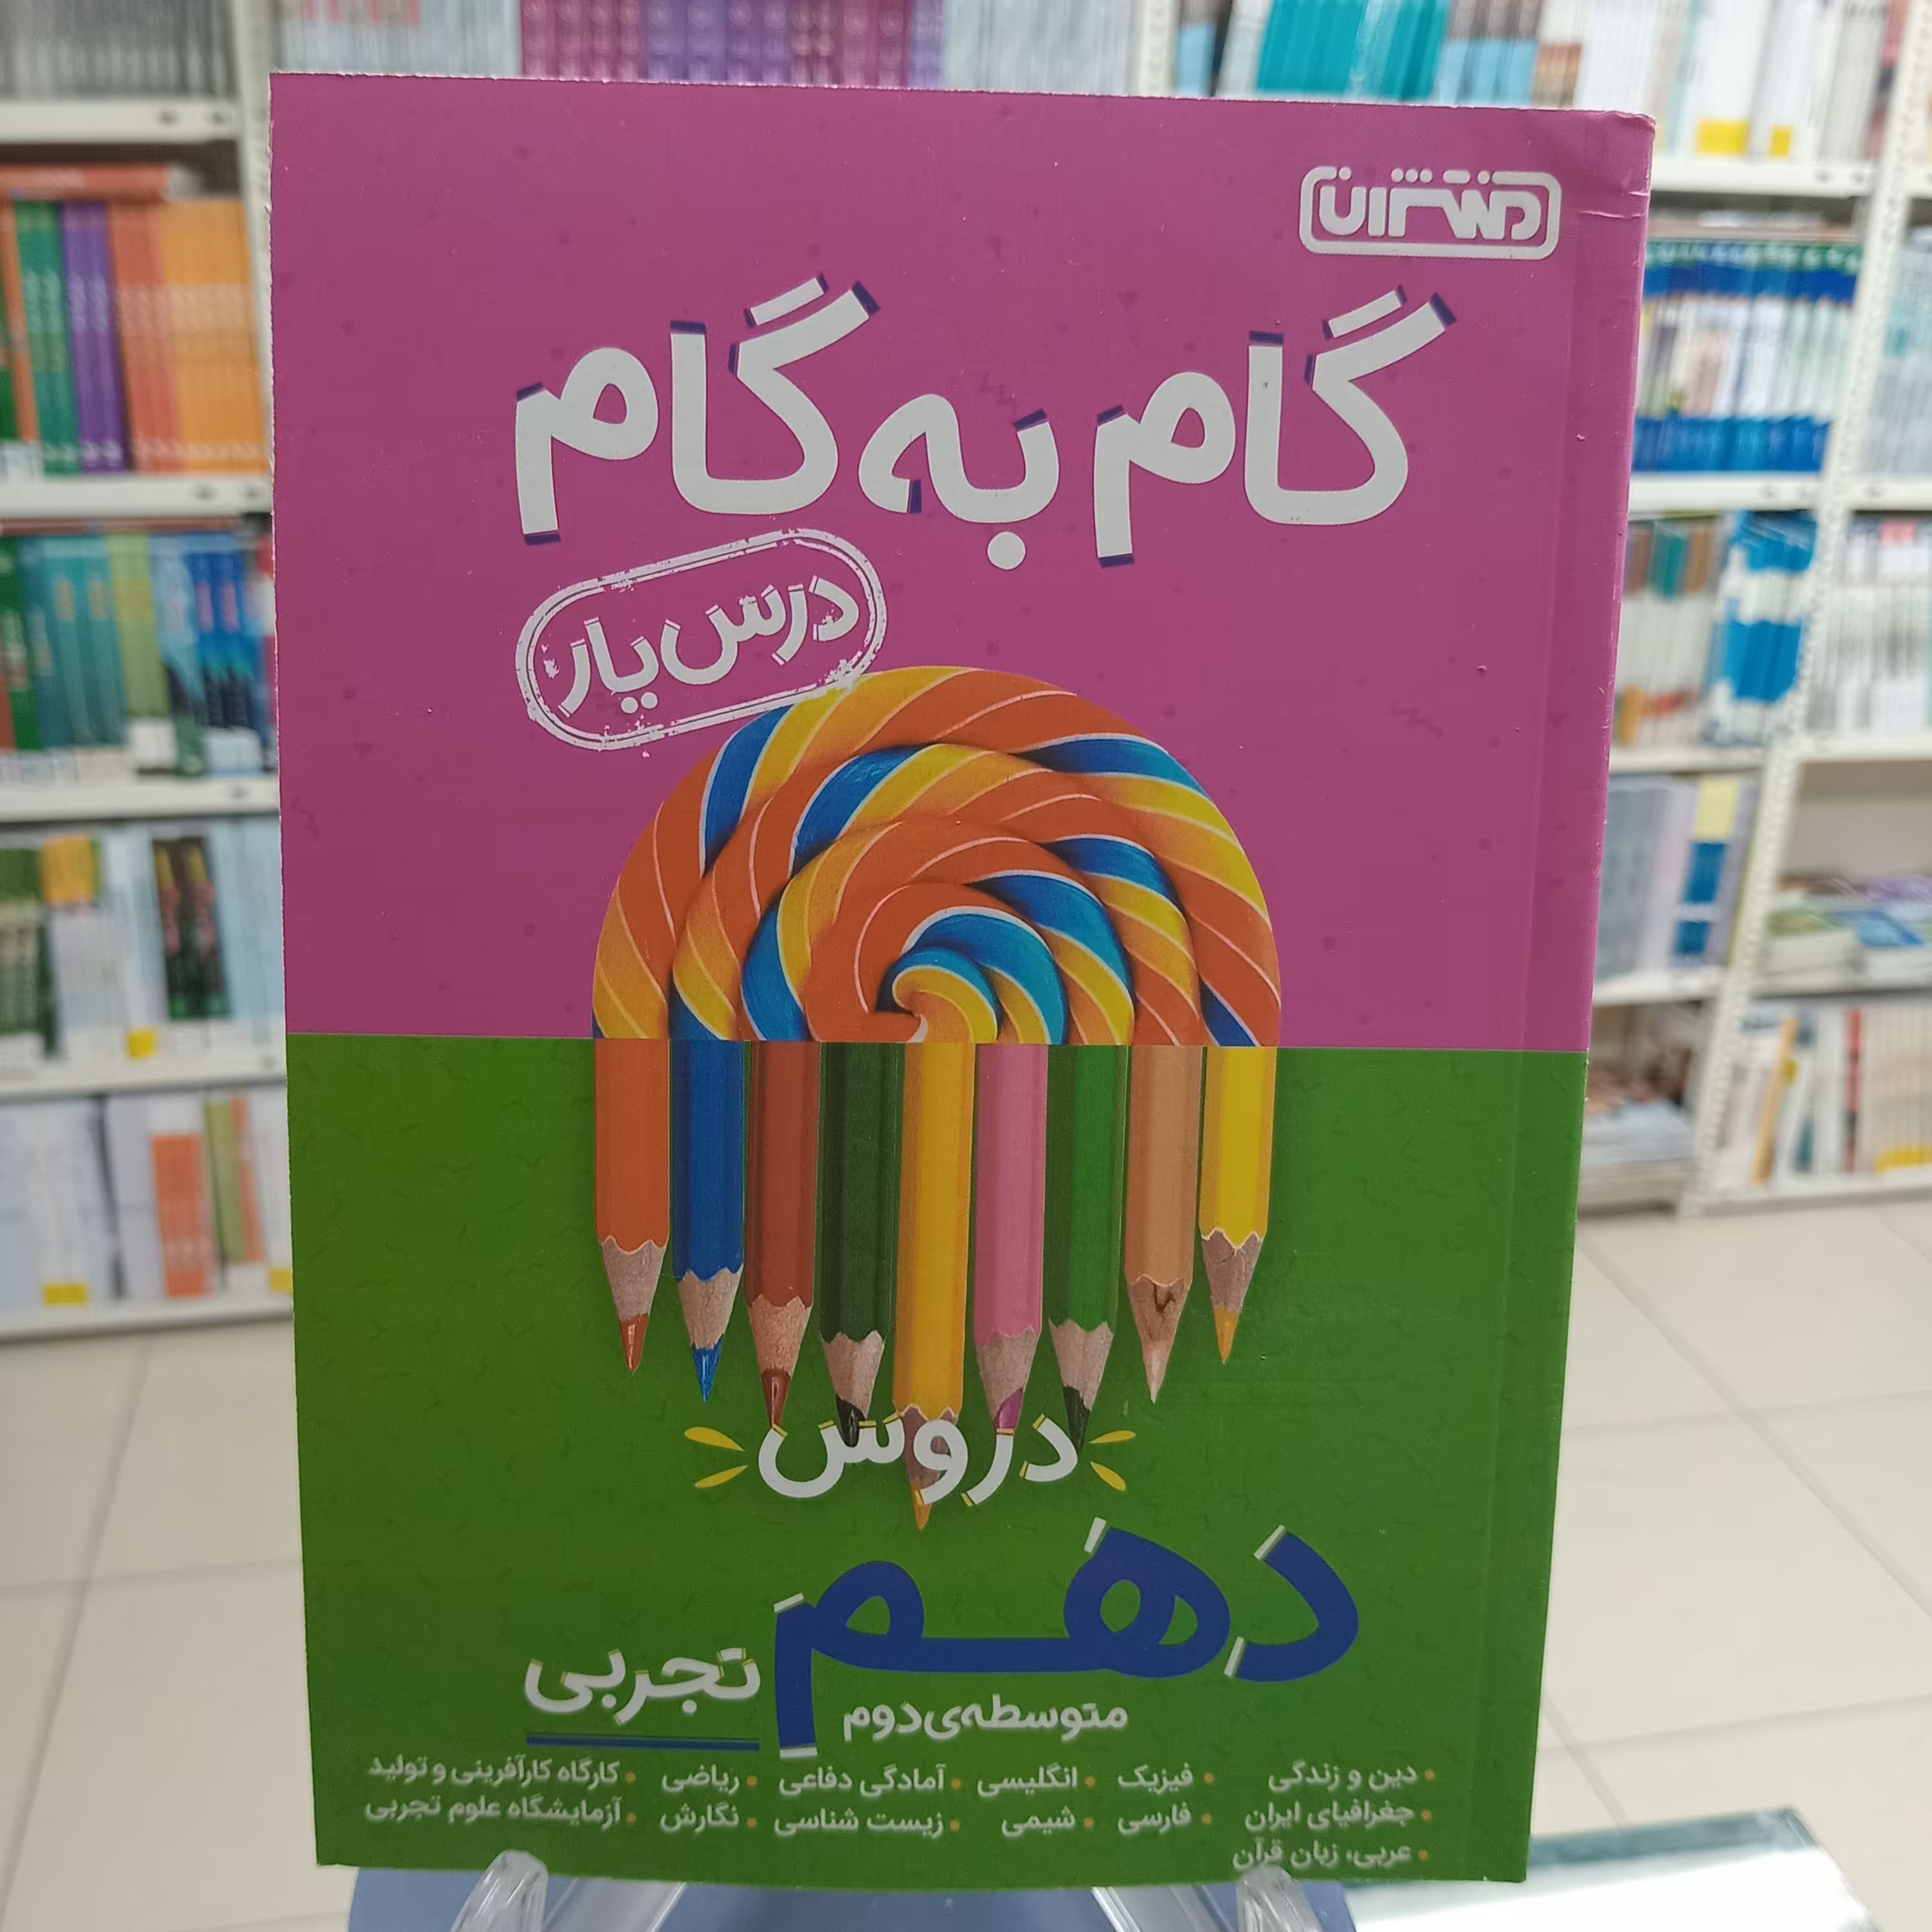 منتشران
گام به گام
درس‌یار
دروس
دهم
تجربی
متوسطه‌ی دوم
• دین و زندگی • فیزیک • انگلیسی • آمادگی دفاعی • ریاضی • کارگاه کارآفرینی و تولید
• جغرافیای ایران • فارسی • شیمی • زیست شناسی • نگارش • آزمایشگاه علوم تجربی
• عربی، زبان قرآن